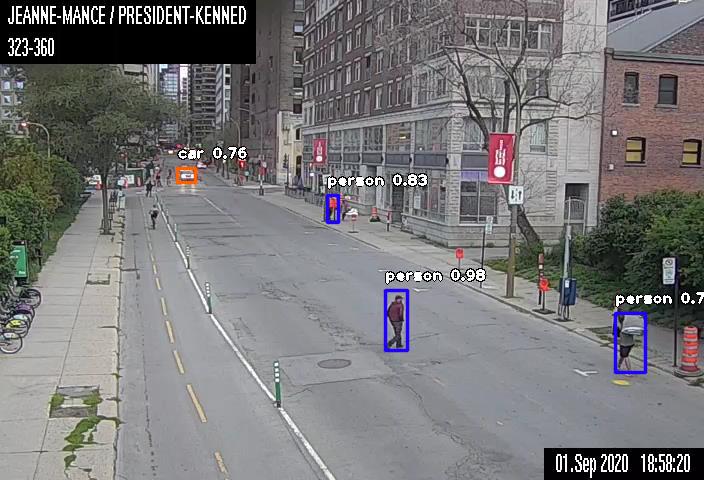 JEANNE-MANCE / PRESIDENT-KENNED
323-360
car 0.76
person 0.83
person 0.98
person 0.7
01.Sep 2020 18:58:20